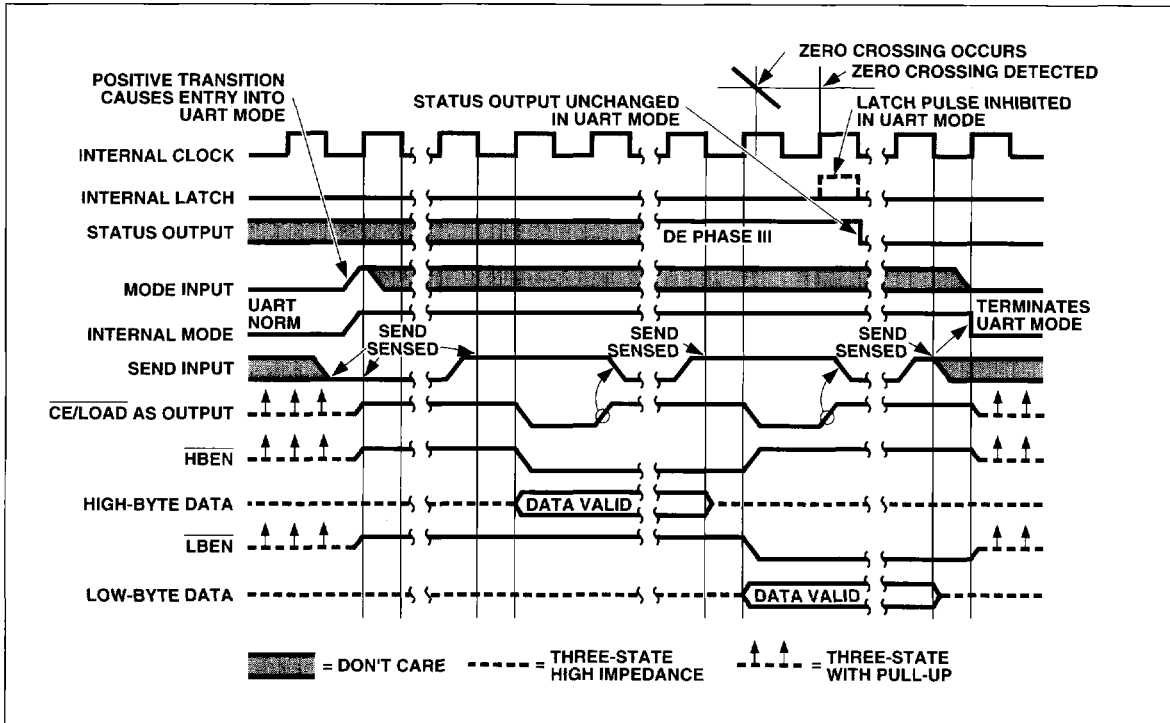 ZERO CROSSING OCCURS
ZERO CROSSING DETECTED
POSITIVE TRANSITION
CAUSES ENTRY INTO
UART MODE
STATUS OUTPUT UNCHANGED
IN UART MODE
LATCH PULSE INHIBITED
IN UART MODE
INTERNAL CLOCK
INTERNAL LATCH
STATUS OUTPUT
DE PHASE III
MODE INPUT
UART
NORM
TERMINATES
UART MODE
INTERNAL MODE
SEND
SENSED
SEND
SENSED
SEND
SENSED
SEND INPUT
CE/LOAD AS OUTPUT
HBEN
HIGH-BYTE DATA
DATA VALID
LBEN
LOW-BYTE DATA
DATA VALID
= DON'T CARE
= THREE-STATE
HIGH IMPEDANCE
= THREE-STATE
WITH PULL-UP